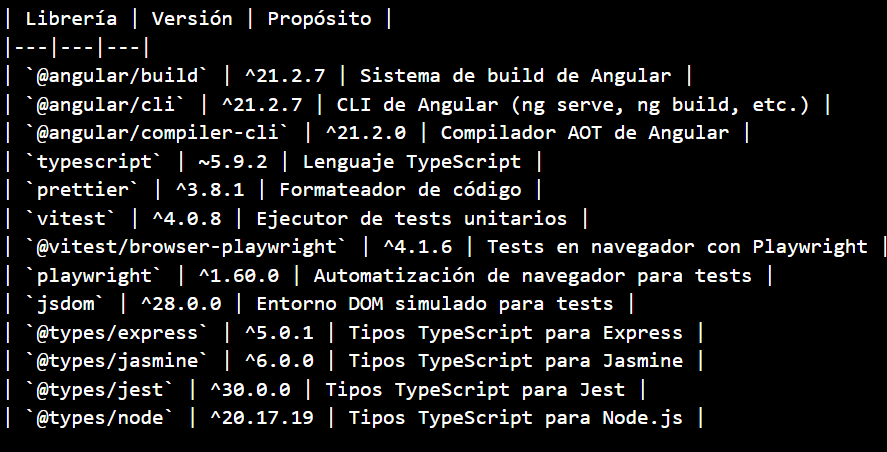 | Librería | Versión | Propósito |
|---|---|---|
| `@angular/build` | ^21.2.7 | Sistema de build de Angular |
| `@angular/cli` | ^21.2.7 | CLI de Angular (ng serve, ng build, etc.) |
| `@angular/compiler-cli` | ^21.2.0 | Compilador AOT de Angular |
| `typescript` | ~5.9.2 | Lenguaje TypeScript |
| `prettier` | ^3.8.1 | Formateador de código |
| `vitest` | ^4.0.8 | Ejecutor de tests unitarios |
| `@vitest/browser-playwright` | ^4.1.6 | Tests en navegador con Playwright |
| `playwright` | ^1.60.0 | Automatización de navegador para tests |
| `jsdom` | ^28.0.0 | Entorno DOM simulado para tests |
| `@types/express` | ^5.0.1 | Tipos TypeScript para Express |
| `@types/jasmine` | ^6.0.0 | Tipos TypeScript para Jasmine |
| `@types/jest` | ^30.0.0 | Tipos TypeScript para Jest |
| `@types/node` | ^20.17.19 | Tipos TypeScript para Node.js |